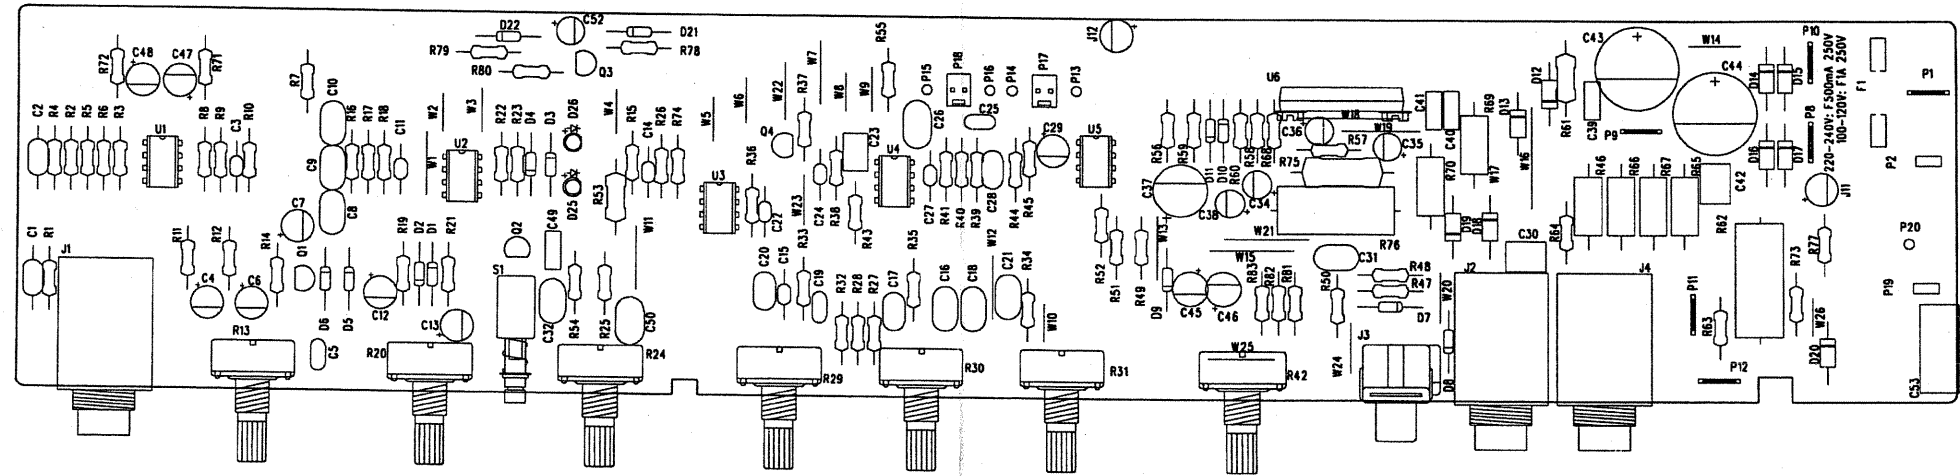 D22
C52
D21
R79
R78
R80
Q3
R72
C48
C47
R71
R7
C10
W7
R55
P15
P18
P16
P14
P17
P13
J12
U6
C43
W14
P10
C44
D14
D15
F1
P1
D12
R61
C39
P9
P8
220-240V: F500mA 250V
100-120V: F1A 250V
C2
R4
R2
R5
R6
R3
U1
R8
R9
C3
R10
R16
R17
R18
C11
C9
C8
W2
W3
W1
U2
R22
R23
D4
D3
D26
D25
W4
R15
C14
R26
R74
R53
W5
W6
W22
R37
W8
W9
Q4
R36
U3
C22
W23
C24
R38
C23
R43
U4
C26
C25
C27
R41
R40
R39
C28
R44
R45
C29
U5
R56
R59
D11
D10
R60
R58
R68
C36
W18
R57
W19
C35
R75
C37
C38
C34
C41
C40
R69
D13
R70
W17
W16
D19
D18
R46
R66
R67
R65
C42
D16
D17
P2
J11
C1
R1
J1
R11
R12
R14
C7
Q1
C4
C6
D6
D5
C12
R19
D2
D1
R21
C13
S1
Q2
C49
C32
R54
R25
C50
W11
C20
C15
R33
C19
R32
R28
R27
C17
R35
C16
C18
W12
C21
R34
W10
R52
R51
R49
W13
D9
W21
W15
C45
C46
R83
R82
R81
R50
C31
R76
R48
R47
D7
W20
J2
C30
R64
J4
R62
P11
R63
R73
R77
W26
D20
P20
P19
C53
R13
C5
R20
R24
R29
R30
R31
W25
R42
W24
J3
D8
P12